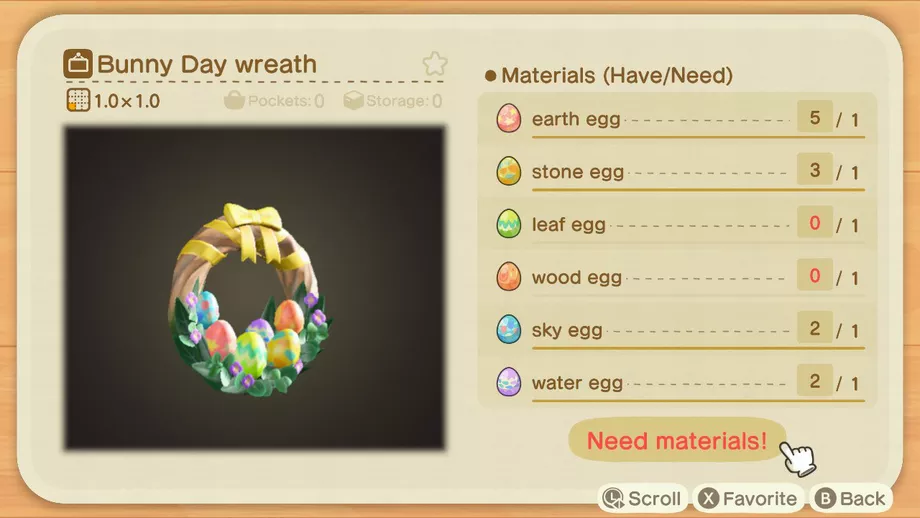 Bunny Day wreath
1.0×1.0 Pockets: 0 Storage: 0
Materials (Have/Need)
earth egg 5 / 1
stone egg 3 / 1
leaf egg 0 / 1
wood egg 0 / 1
sky egg 2 / 1
water egg 2 / 1
Need materials!
L Scroll X Favorite B Back